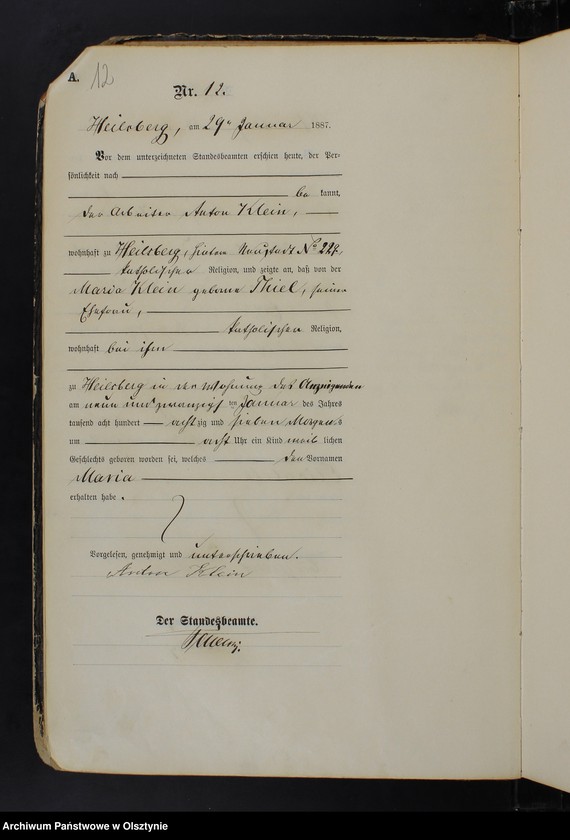 A.
12
Nr. 12.
Heilsberg, am 29ten Januar 1887.
Vor dem unterzeichneten Standesbeamten erschien heute, der Per-
sönlichkeit nach
be kannt,
der Arbeiter Anton Klein,
wohnhaft zu Heilsberg, hinter Neustadt No 224,
katholischer Religion, und zeigte an, daß von der
Maria Klein geborene Thiel, seiner
Ehefrau,
katholischer Religion,
wohnhaft bei ihm
zu Heilsberg in der Wohnung des Anzeigenden
am neun und zwanzigsten Januar des Jahres
tausend acht hundert achtzig und sieben Morgens
um acht Uhr ein Kind weib lichen
Geschlechts geboren worden sei, welches den Vornamen
Maria
erhalten habe.
Vorgelesen, genehmigt und unterschrieben.
Klein
Der Standesbeamte.
Archiwum Państwowe w Olsztynie